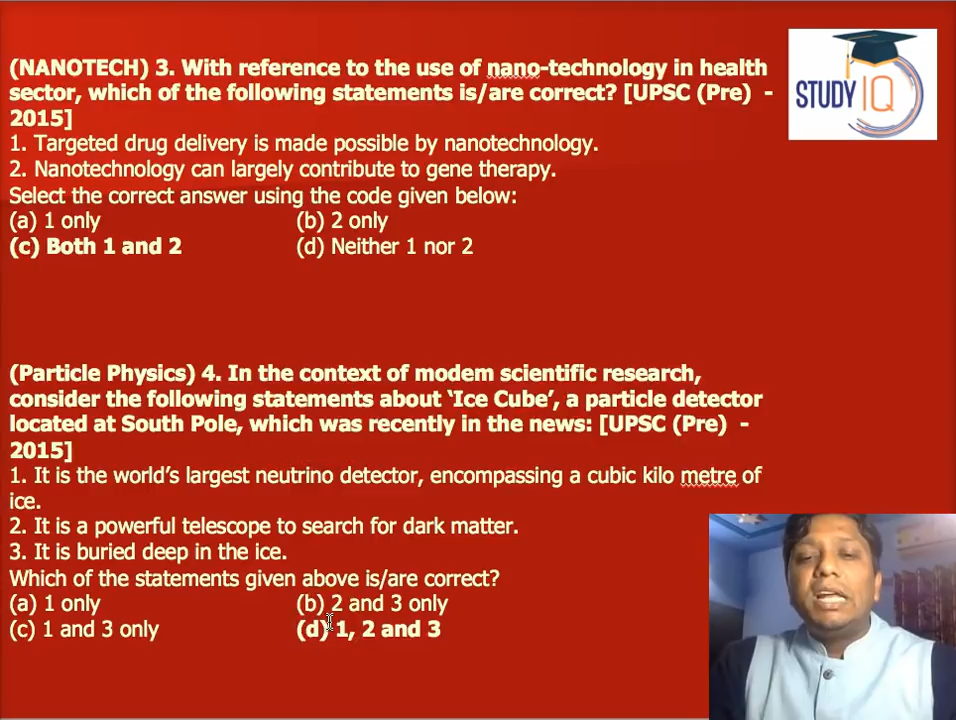 (NANOTECH) 3. With reference to the use of nano-technology in health
sector, which of the following statements is/are correct? [UPSC (Pre) -
2015]
1. Targeted drug delivery is made possible by nanotechnology.
2. Nanotechnology can largely contribute to gene therapy.
Select the correct answer using the code given below:
(a) 1 only (b) 2 only
(c) Both 1 and 2 (d) Neither 1 nor 2
STUDY IQ
(Particle Physics) 4. In the context of modem scientific research,
consider the following statements about ‘Ice Cube’, a particle detector
located at South Pole, which was recently in the news: [UPSC (Pre) -
2015]
1. It is the world’s largest neutrino detector, encompassing a cubic kilo metre of
ice.
2. It is a powerful telescope to search for dark matter.
3. It is buried deep in the ice.
Which of the statements given above is/are correct?
(a) 1 only (b) 2 and 3 only
(c) 1 and 3 only (d) 1, 2 and 3